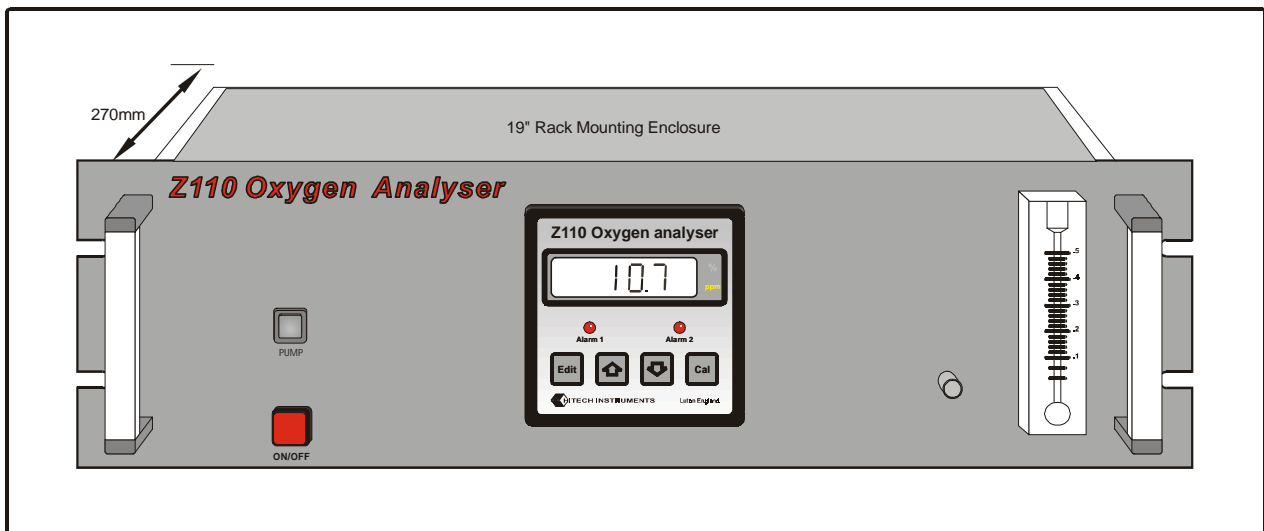 270mm
19" Rack Mounting Enclosure
Z110 Oxygen Analyser
Z110 Oxygen analyser
10.7
%
ppm
Alarm 1 Alarm 2
Edit Cal
HITECH INSTRUMENTS Luton England.
PUMP
ON/OFF
.5
.4
.3
.2
.1